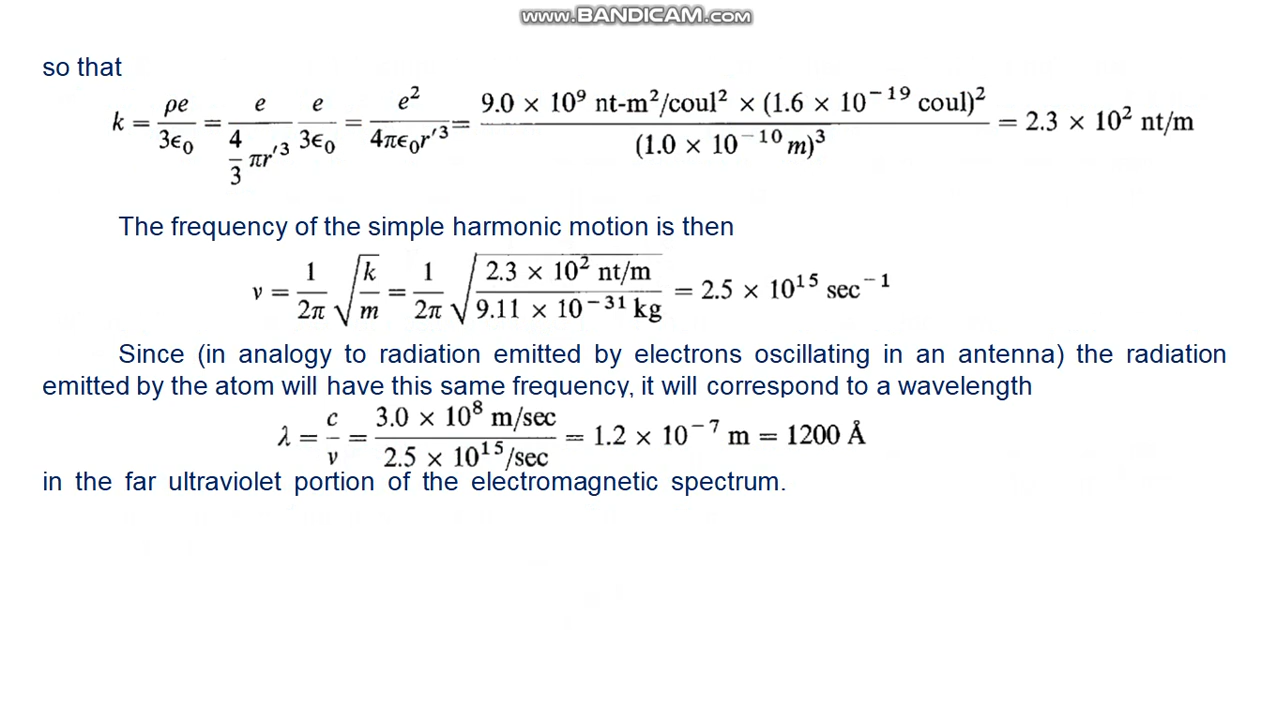 www.BANDICAM.com
so that
k = ρe/3ϵ₀ = e/(4/3 πr′³) e/3ϵ₀ = e²/4πϵ₀r′³ = 9.0 × 10⁹ nt-m²/coul² × (1.6 × 10⁻¹⁹ coul)²/(1.0 × 10⁻¹⁰ m)³ = 2.3 × 10² nt/m
The frequency of the simple harmonic motion is then
ν = 1/2π √(k/m) = 1/2π √(2.3 × 10² nt/m / 9.11 × 10⁻³¹ kg) = 2.5 × 10¹⁵ sec⁻¹
Since (in analogy to radiation emitted by electrons oscillating in an antenna) the radiation
emitted by the atom will have this same frequency, it will correspond to a wavelength
λ = c/ν = 3.0 × 10⁸ m/sec / 2.5 × 10¹⁵/sec = 1.2 × 10⁻⁷ m = 1200 Å
in the far ultraviolet portion of the electromagnetic spectrum.